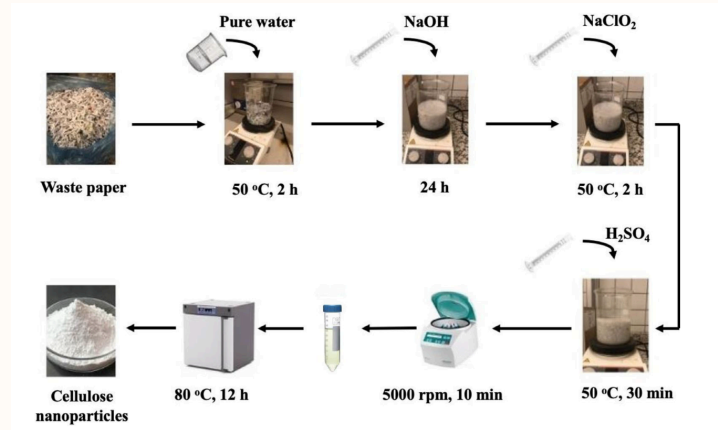 Pure water
NaOH
NaClO₂
Waste paper
50 °C, 2 h
24 h
50 °C, 2 h
H₂SO₄
Cellulose
nanoparticles
80 °C, 12 h
5000 rpm, 10 min
50 °C, 30 min